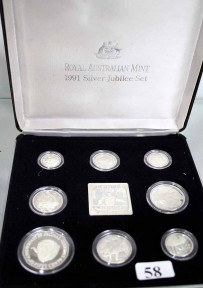 ROYAL AUSTRALIAN MINT
1991 Silver Jubilee Set
58